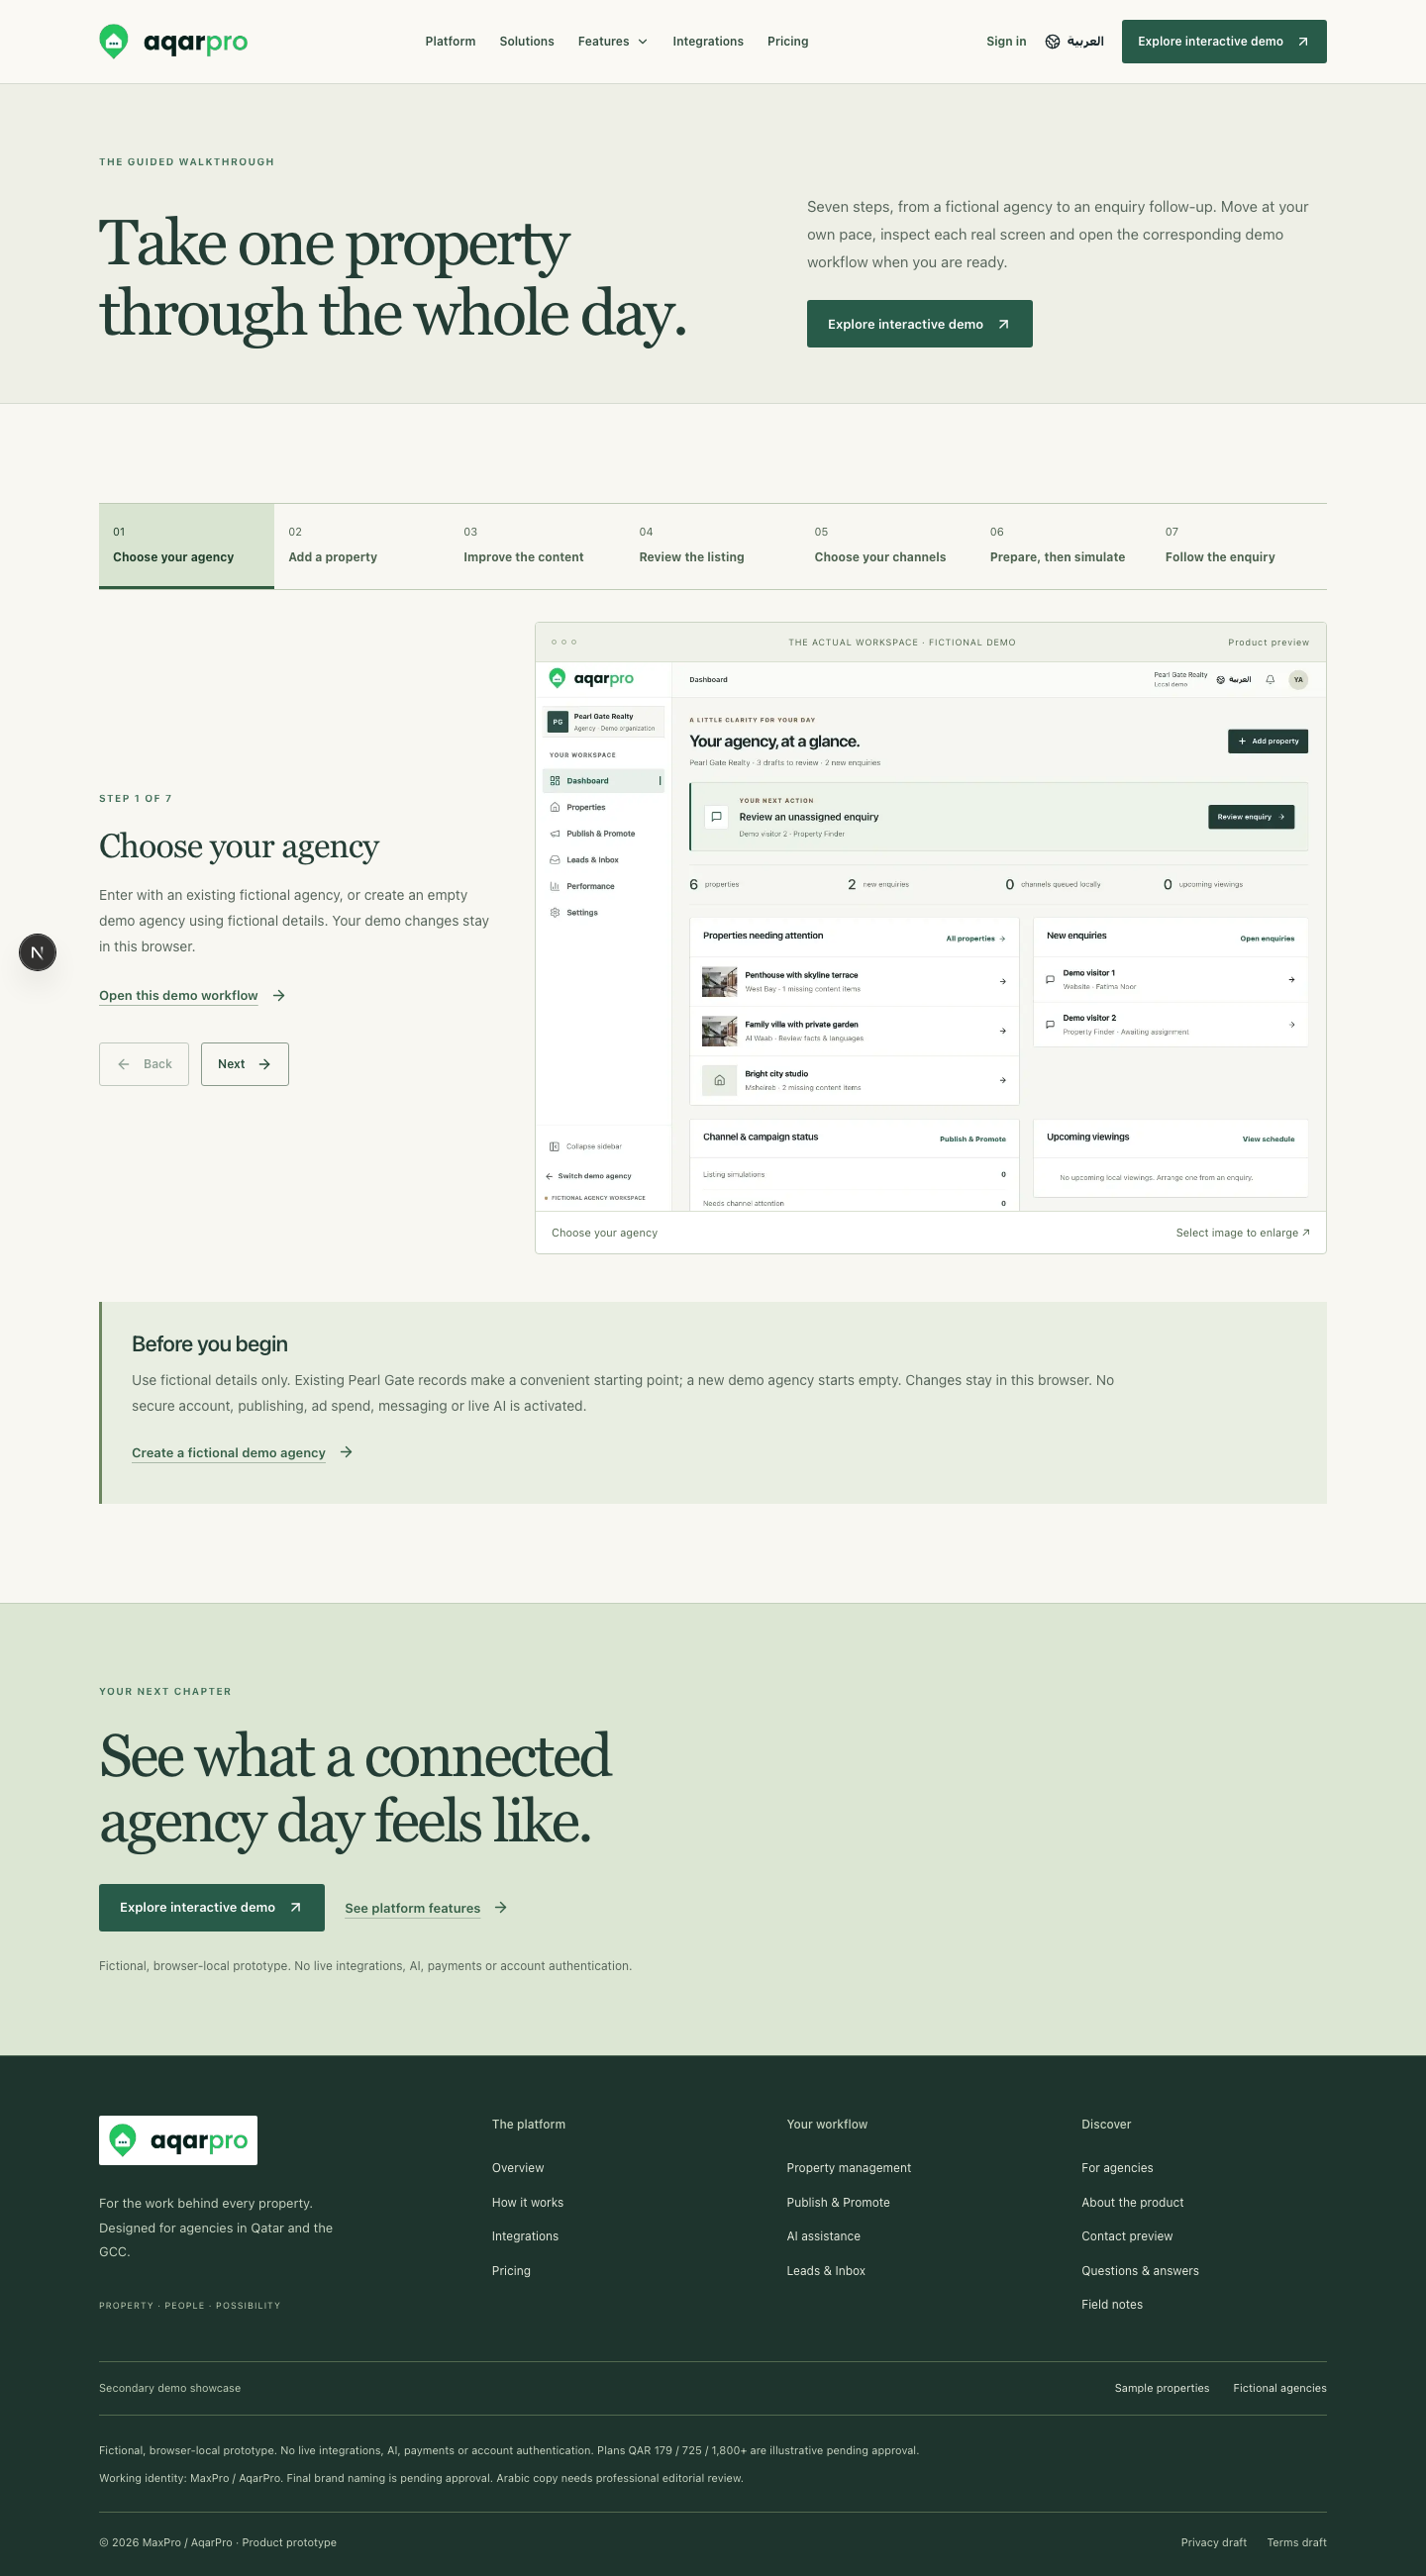 aqarpro
Platform
Solutions
Features
Integrations
Pricing
Sign in
العربية
Explore interactive demo
THE GUIDED WALKTHROUGH
Take one property
through the whole day.
Seven steps, from a fictional agency to an enquiry follow-up. Move at your
own pace, inspect each real screen and open the corresponding demo
workflow when you are ready.
Explore interactive demo
01
Choose your agency
02
Add a property
03
Improve the content
04
Review the listing
05
Choose your channels
06
Prepare, then simulate
07
Follow the enquiry
STEP 1 OF 7
Choose your agency
Enter with an existing fictional agency, or create an empty
demo agency using fictional details. Your demo changes stay
in this browser.
Open this demo workflow
Back
Next
THE ACTUAL WORKSPACE · FICTIONAL DEMO
Product preview
aqarpro
Dashboard
Pearl Gate Realty
Local demo
العربية
YA
PG
Pearl Gate Realty
Agency · Demo organization
YOUR WORKSPACE
Dashboard
Properties
Publish & Promote
Leads & Inbox
Performance
Settings
Collapse sidebar
Switch demo agency
FICTIONAL AGENCY WORKSPACE
A LITTLE CLARITY FOR YOUR DAY
Your agency, at a glance.
Pearl Gate Realty · 3 drafts to review · 2 new enquiries
Add property
YOUR NEXT ACTION
Review an unassigned enquiry
Demo visitor 2 · Property Finder
Review enquiry
6 properties
2 new enquiries
0 channels queued locally
0 upcoming viewings
Properties needing attention
All properties
Penthouse with skyline terrace
West Bay · 1 missing content items
Family villa with private garden
Al Waab · Review facts & languages
Bright city studio
Msheireb · 2 missing content items
New enquiries
Open enquiries
Demo visitor 1
Website · Fatima Noor
Demo visitor 2
Property Finder · Awaiting assignment
Channel & campaign status
Publish & Promote
Listing simulations
0
Needs channel attention
0
Upcoming viewings
View schedule
No upcoming local viewings. Arrange one from an enquiry.
Choose your agency
Select image to enlarge
N
Before you begin
Use fictional details only. Existing Pearl Gate records make a convenient starting point; a new demo agency starts empty. Changes stay in this browser. No
secure account, publishing, ad spend, messaging or live AI is activated.
Create a fictional demo agency
YOUR NEXT CHAPTER
See what a connected
agency day feels like.
Explore interactive demo
See platform features
Fictional, browser-local prototype. No live integrations, AI, payments or account authentication.
aqarpro
For the work behind every property.
Designed for agencies in Qatar and the
GCC.
PROPERTY · PEOPLE · POSSIBILITY
The platform
Overview
How it works
Integrations
Pricing
Your workflow
Property management
Publish & Promote
AI assistance
Leads & Inbox
Discover
For agencies
About the product
Contact preview
Questions & answers
Field notes
Secondary demo showcase
Sample properties
Fictional agencies
Fictional, browser-local prototype. No live integrations, AI, payments or account authentication. Plans QAR 179 / 725 / 1,800+ are illustrative pending approval.
Working identity: MaxPro / AqarPro. Final brand naming is pending approval. Arabic copy needs professional editorial review.
© 2026 MaxPro / AqarPro · Product prototype
Privacy draft
Terms draft